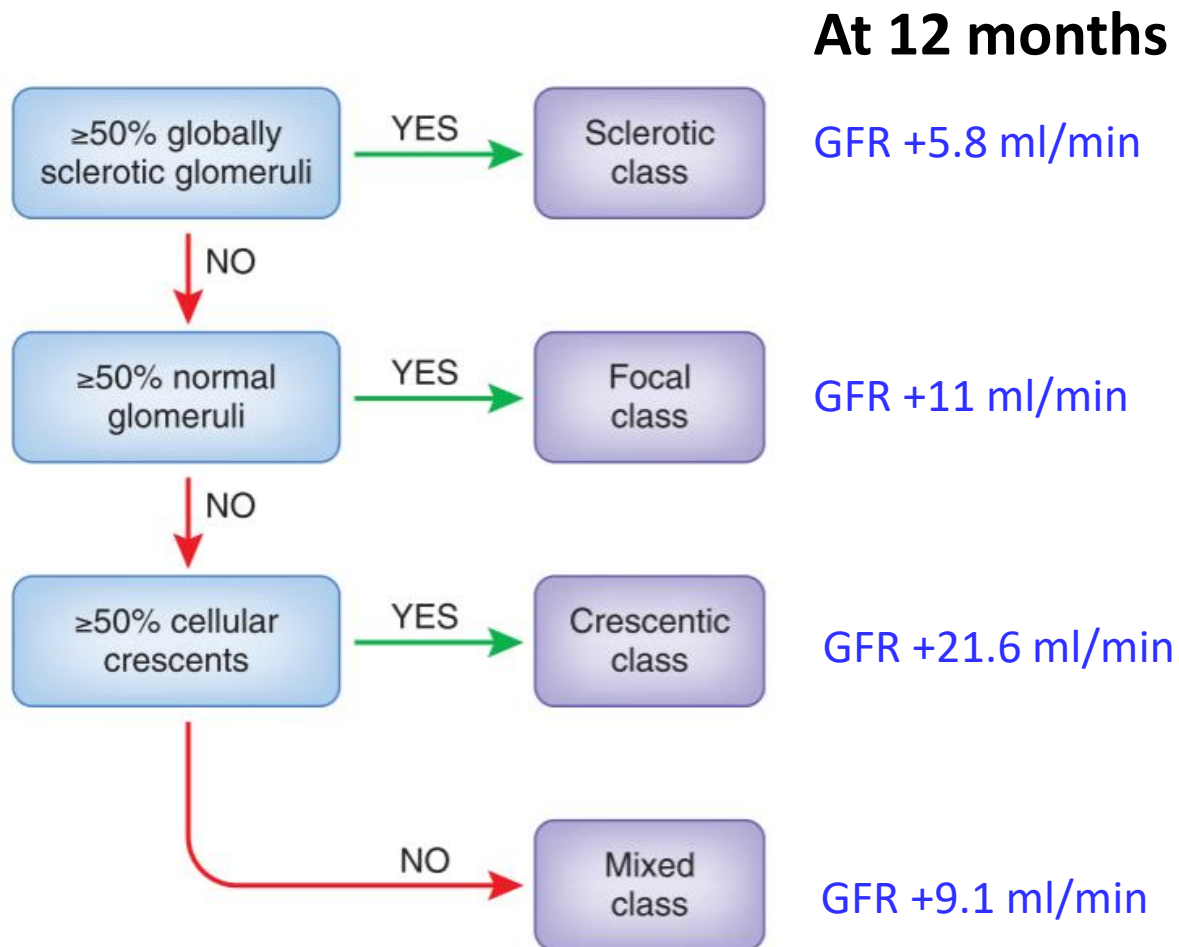 At 12 months
≥50% globally
sclerotic glomeruli
YES
Sclerotic
class
GFR +5.8 ml/min
NO
≥50% normal
glomeruli
YES
Focal
class
GFR +11 ml/min
NO
≥50% cellular
crescents
YES
Crescentic
class
GFR +21.6 ml/min
NO
Mixed
class
GFR +9.1 ml/min